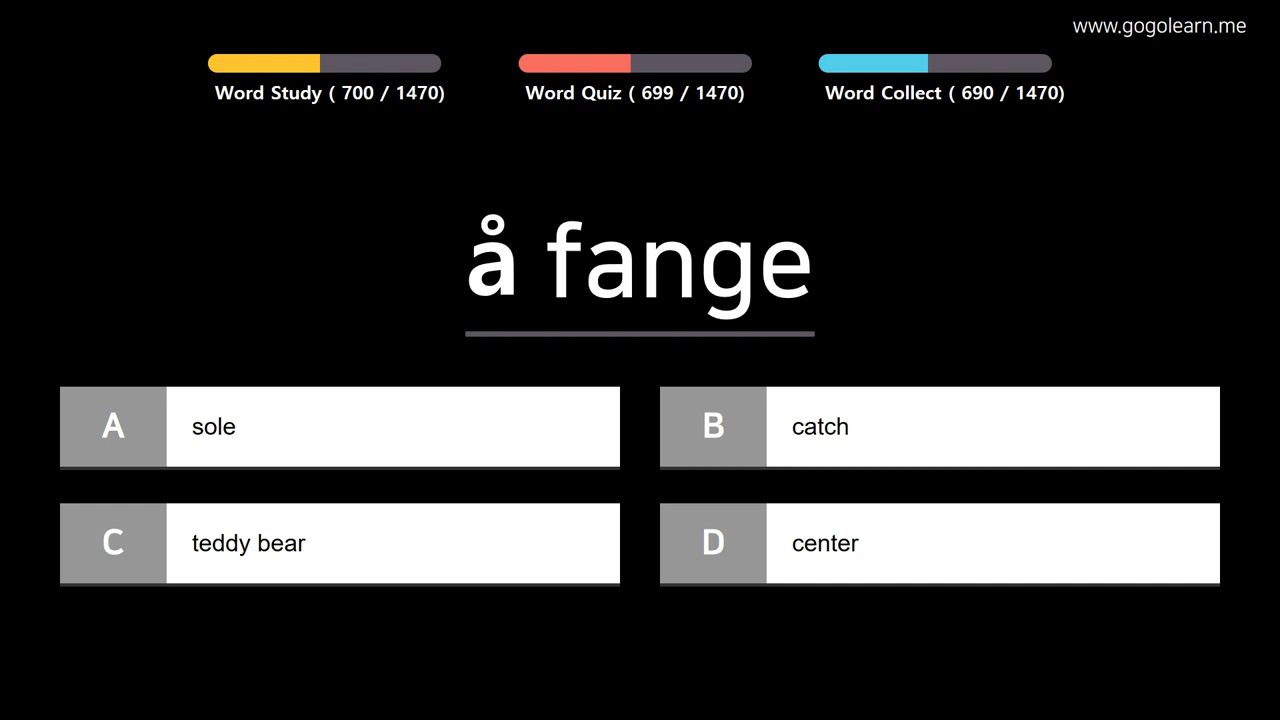 www.gogolearn.me
Word Study ( 700 / 1470)
Word Quiz ( 699 / 1470)
Word Collect ( 690 / 1470)
å fange
A sole
B catch
C teddy bear
D center